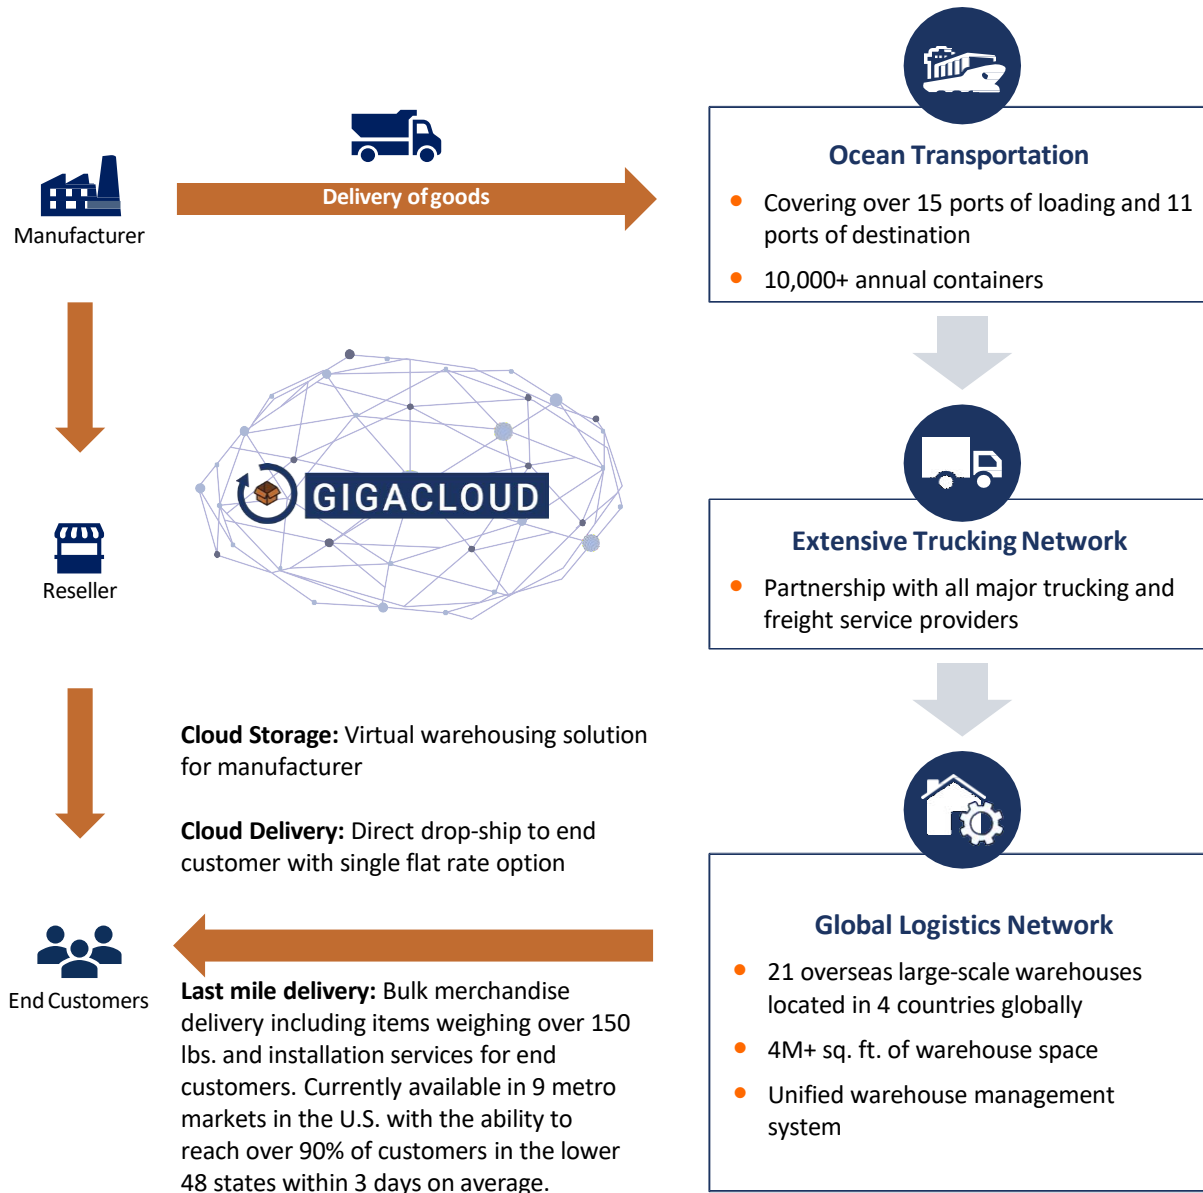 Manufacturer
Delivery of goods
Ocean Transportation
• Covering over 15 ports of loading and 11
ports of destination
• 10,000+ annual containers
GIGACLOUD
Reseller
Extensive Trucking Network
• Partnership with all major trucking and
freight service providers
Cloud Storage: Virtual warehousing solution
for manufacturer
Cloud Delivery: Direct drop-ship to end
customer with single flat rate option
End Customers
Last mile delivery: Bulk merchandise
delivery including items weighing over 150
lbs. and installation services for end
customers. Currently available in 9 metro
markets in the U.S. with the ability to
reach over 90% of customers in the lower
48 states within 3 days on average.
Global Logistics Network
• 21 overseas large-scale warehouses
located in 4 countries globally
• 4M+ sq. ft. of warehouse space
• Unified warehouse management
system